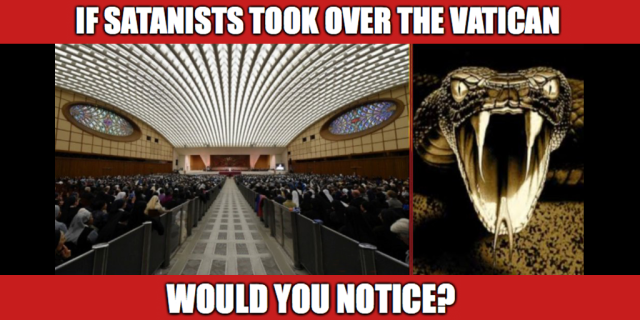 IF SATANISTS TOOK OVER THE VATICAN
WOULD YOU NOTICE?